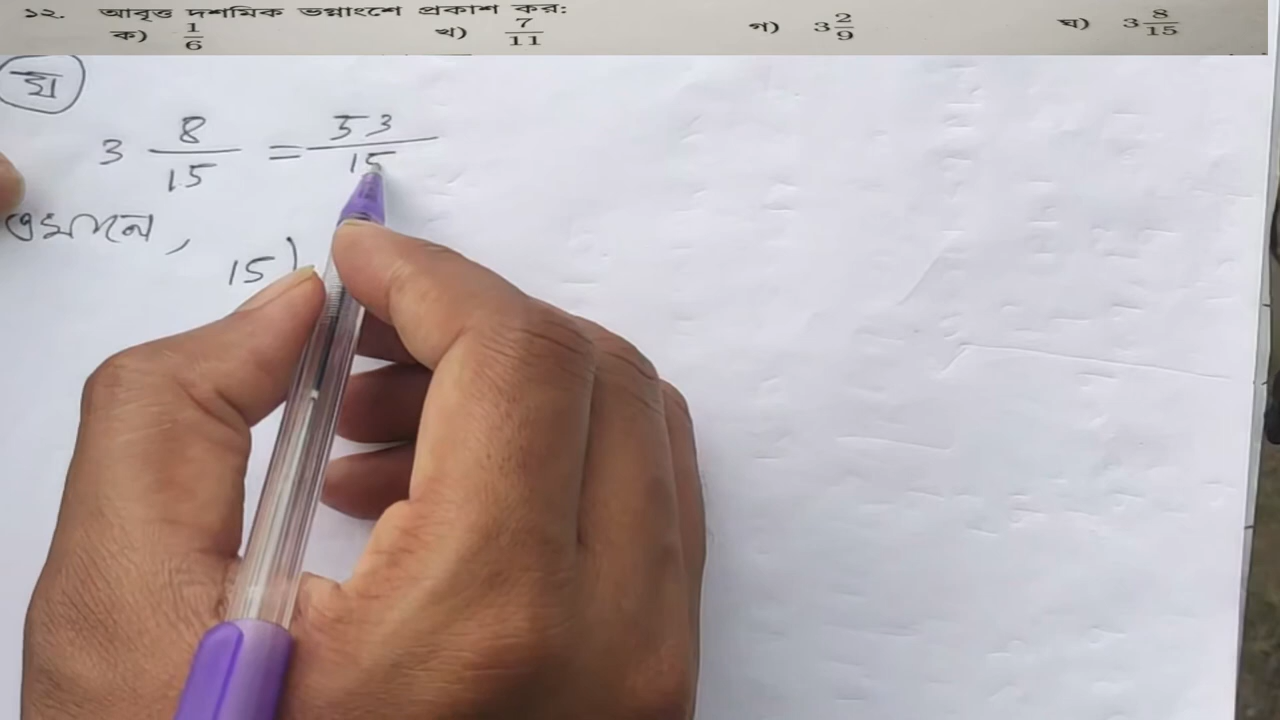 ১২. আবৃত্ত দশমিক ভগ্নাংশে প্রকাশ কর:
ক) 1/6 খ) 7/11 গ) 3 2/9 ঘ) 3 8/15
ঘ
3 8/15 = 53/15
এখানে,
15)